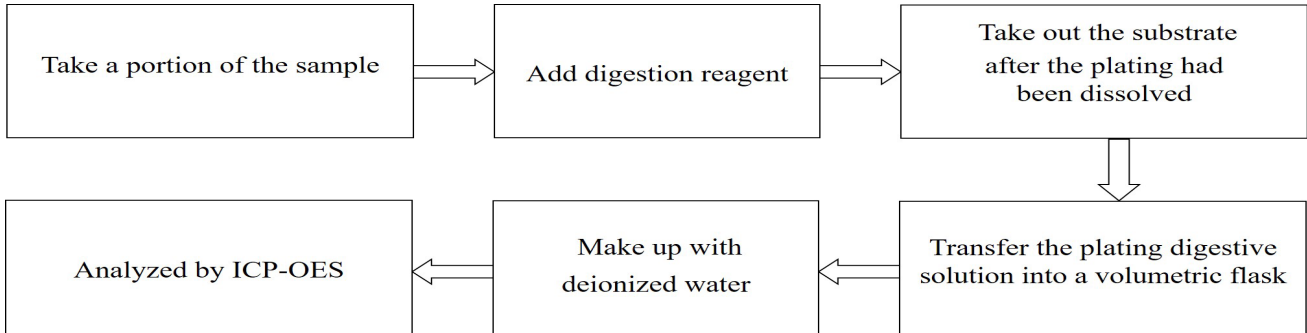 Take a portion of the sample
Add digestion reagent
Take out the substrate
after the plating had
been dissolved
Transfer the plating digestive
solution into a volumetric flask
Make up with
deionized water
Analyzed by ICP-OES